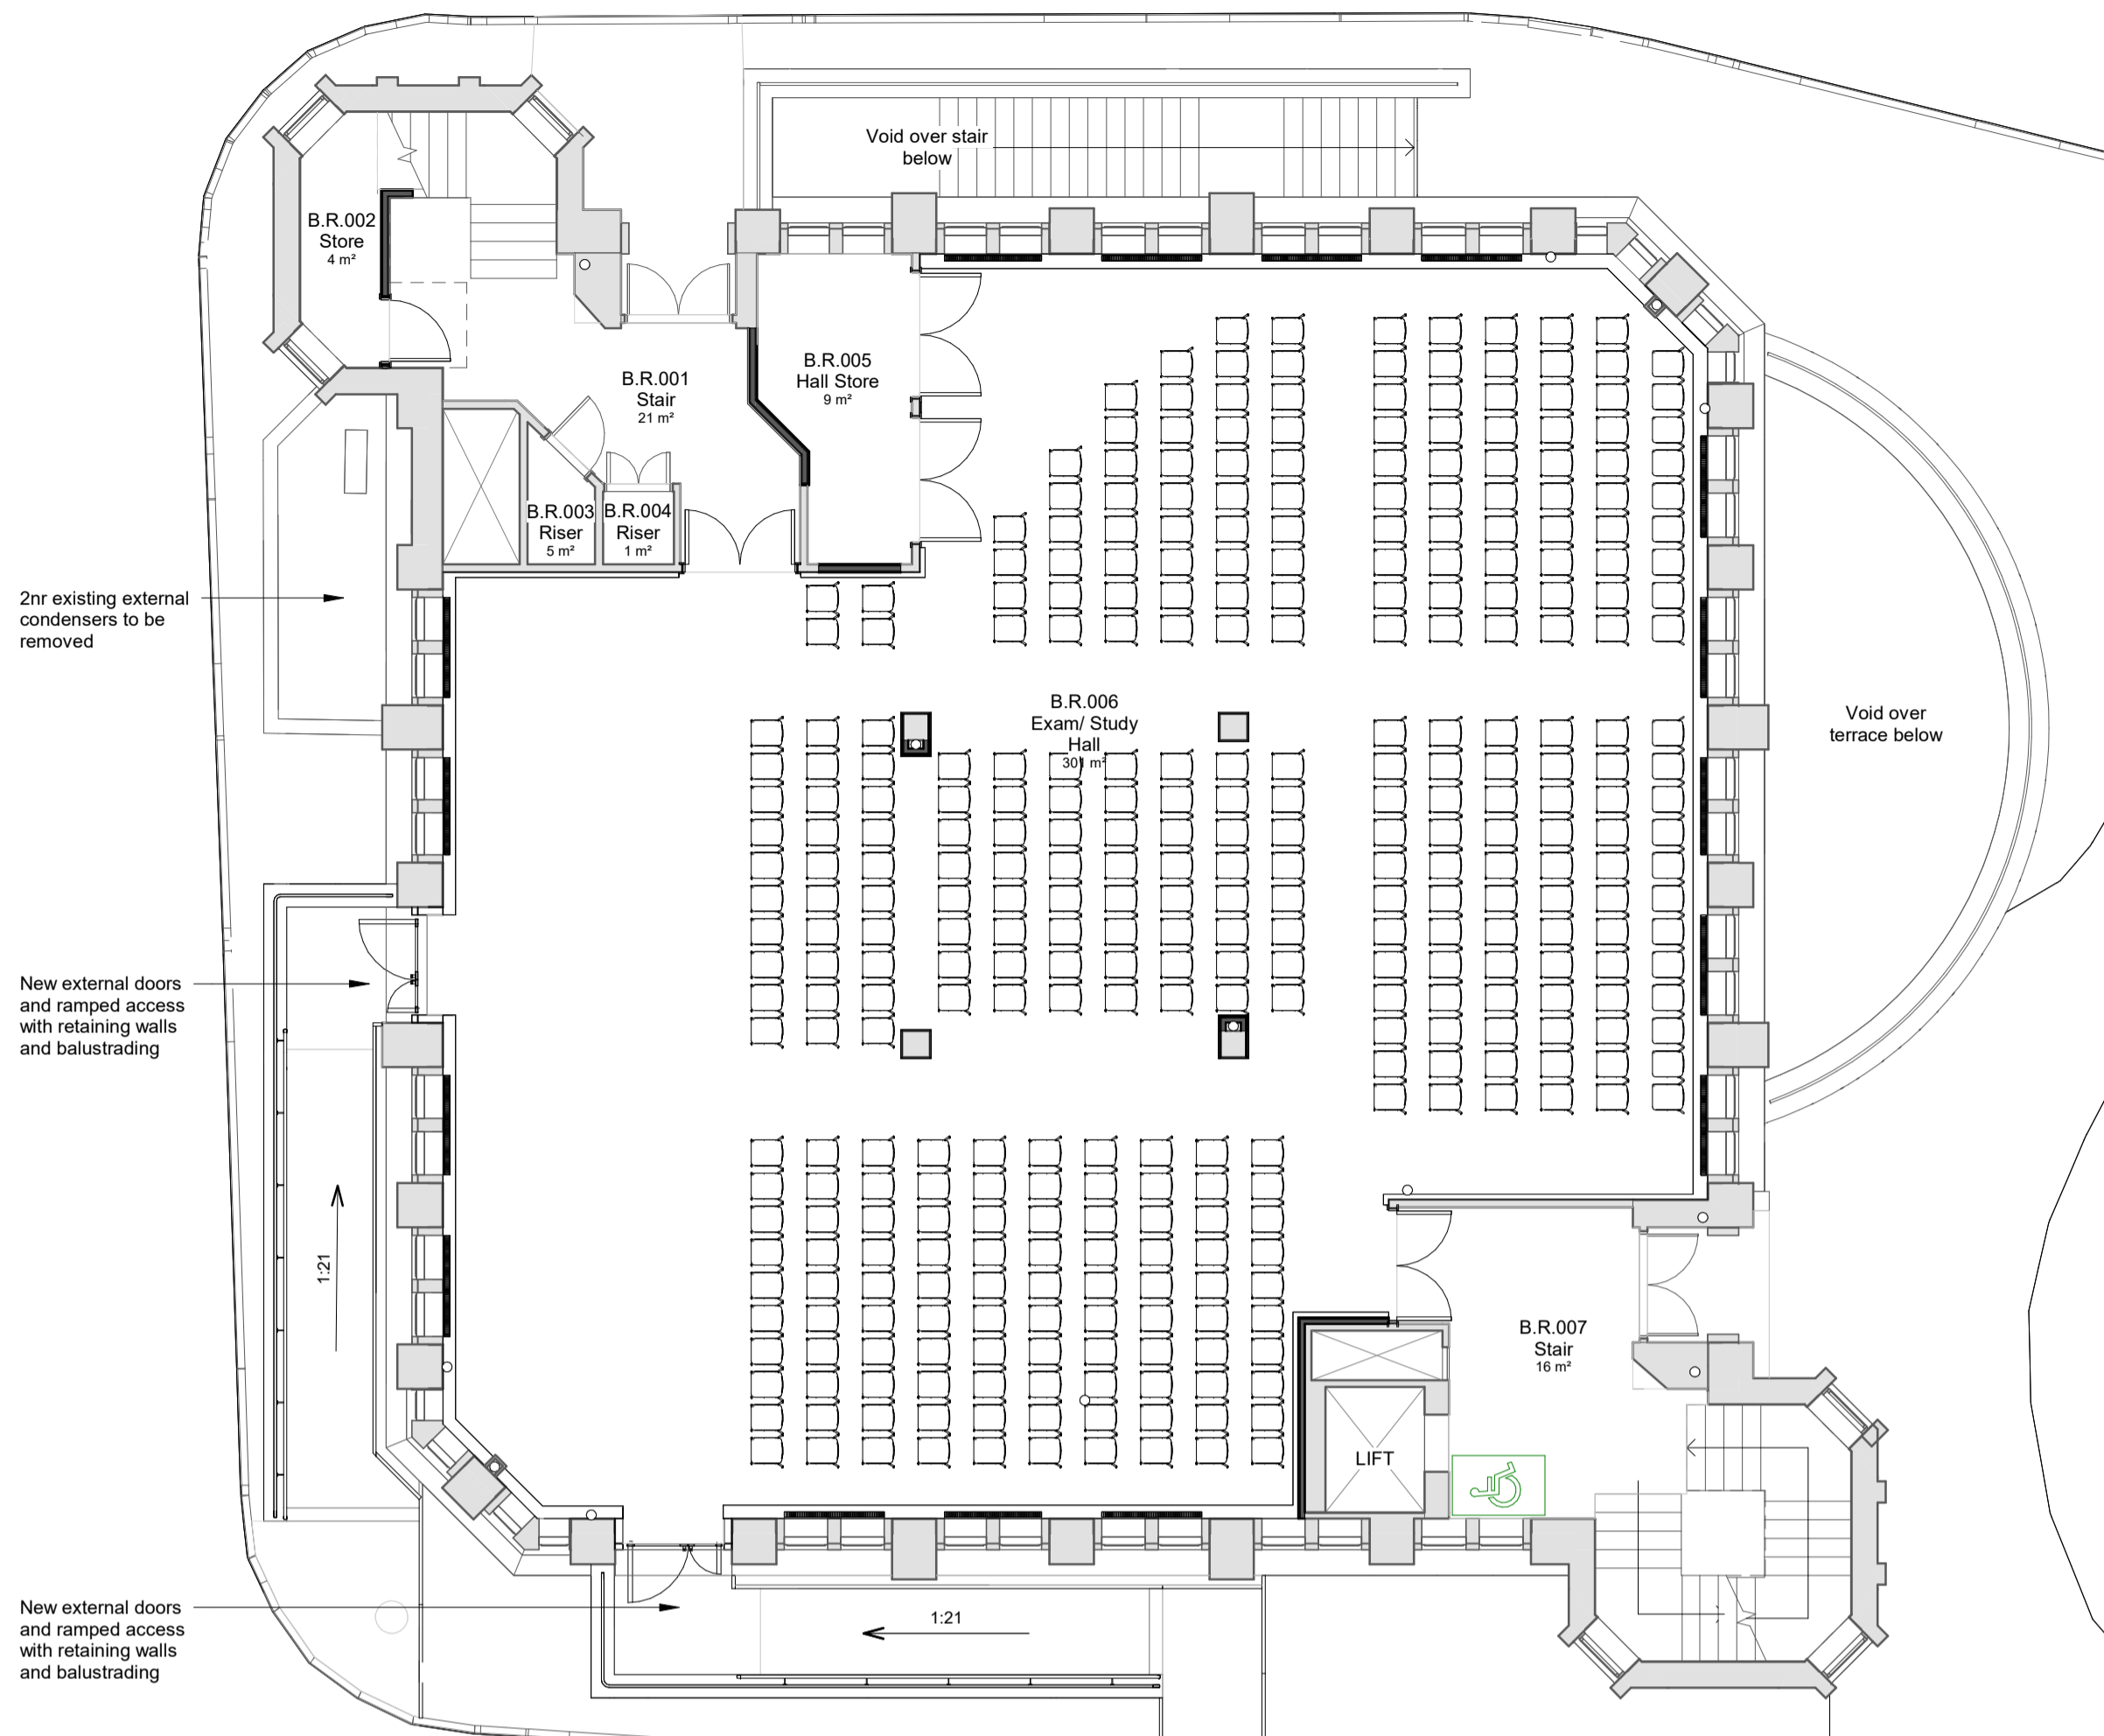 Void over stair
below
B.R.002
Store
4 m²
B.R.005
Hall Store
9 m²
B.R.001
Stair
21 m²
B.R.003
Riser
5 m²
B.R.004
Riser
1 m²
2nr existing external
condensers to be
removed
B.R.006
Exam/ Study
Hall
301 m²
Void over
terrace below
New external doors
and ramped access
with retaining walls
and balustrading
1:21
B.R.007
Stair
16 m²
LIFT
New external doors
and ramped access
with retaining walls
and balustrading
1:21